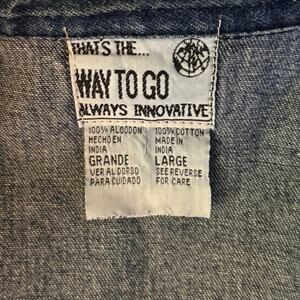 THATS THE...
WAY TO GO
ALWAYS INNOVATIVE
100% ALGODON
HECHO EN
INDIA
GRANDE
VER AL DORSO
PARA CUIDADO
100% COTTON
MADE IN
INDIA
LARGE
SEE REVERSE
FOR CARE